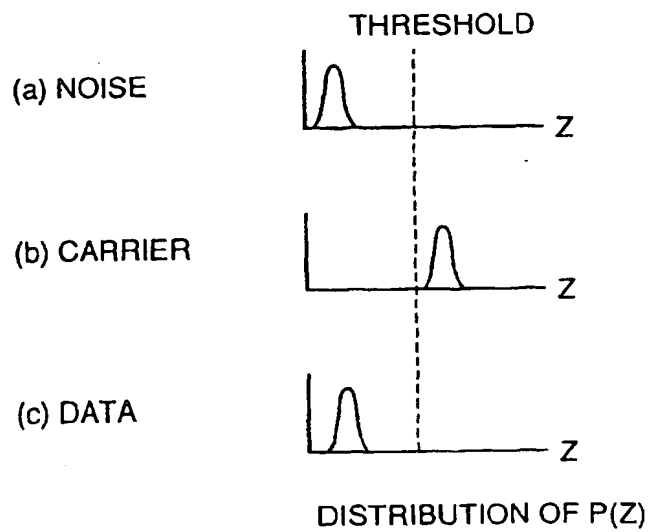 THRESHOLD
(a) NOISE
Z
(b) CARRIER
Z
(c) DATA
Z
DISTRIBUTION OF P(Z)